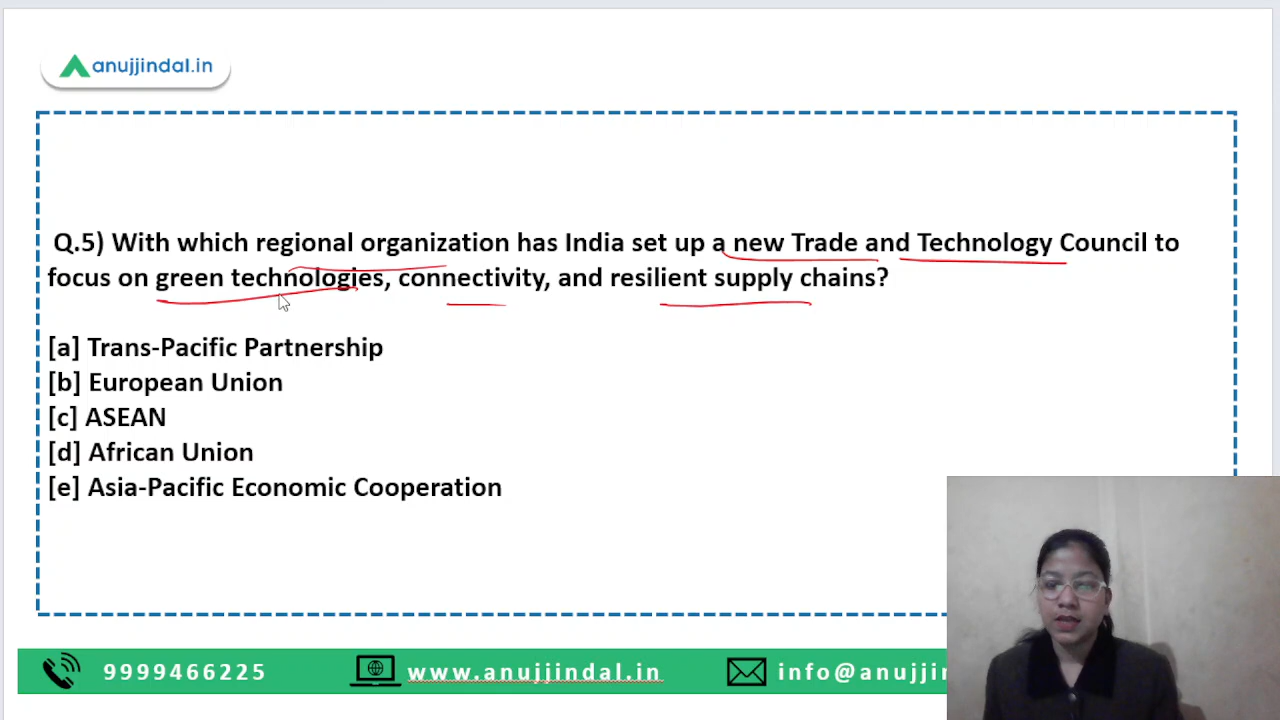 anujjindal.in
Q.5) With which regional organization has India set up a new Trade and Technology Council to
focus on green technologies, connectivity, and resilient supply chains?
[a] Trans-Pacific Partnership
[b] European Union
[c] ASEAN
[d] African Union
[e] Asia-Pacific Economic Cooperation
9999466225 www.anujjindal.in info@anujjin